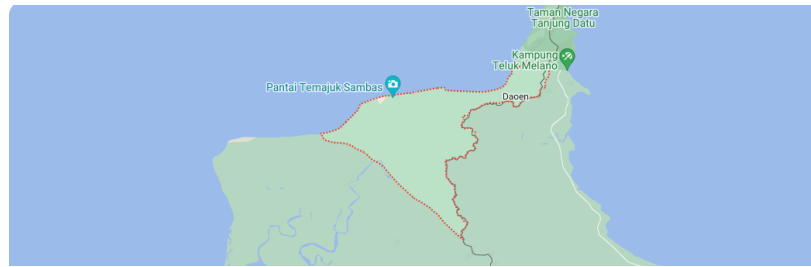 Taman Negara
Tanjung Datu
Kampung
Teluk Melano
Pantai Temajuk Sambas
Daoen